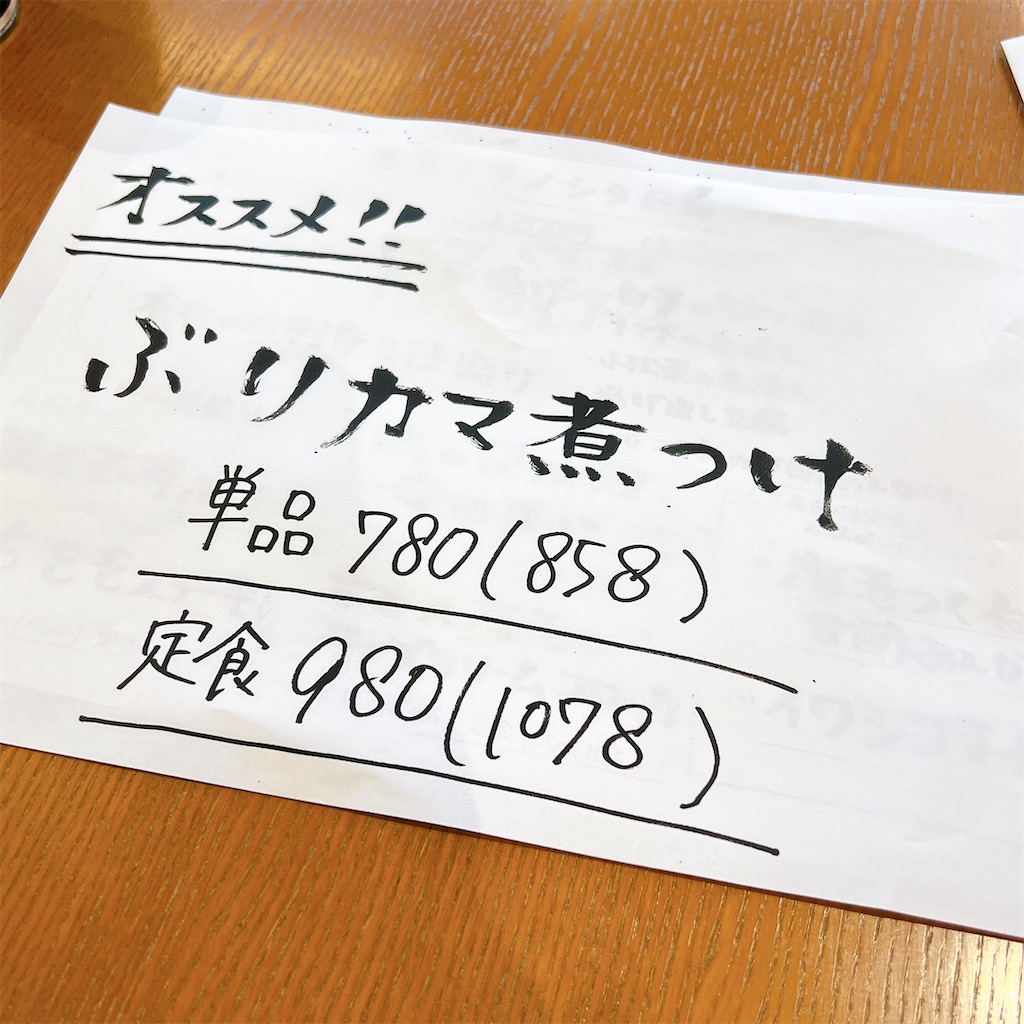 オススメ!!
ぶりカマ煮つけ
単品 780(858)
定食 980(1078)